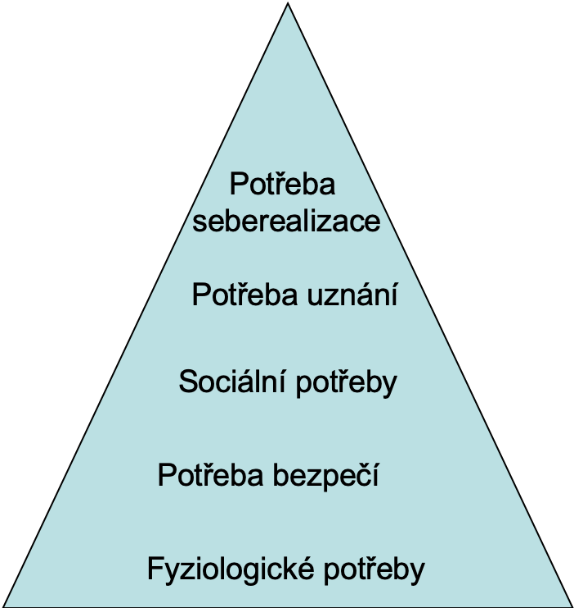 Potřeba
seberealizace
Potřeba uznání
Sociální potřeby
Potřeba bezpečí
Fyziologické potřeby